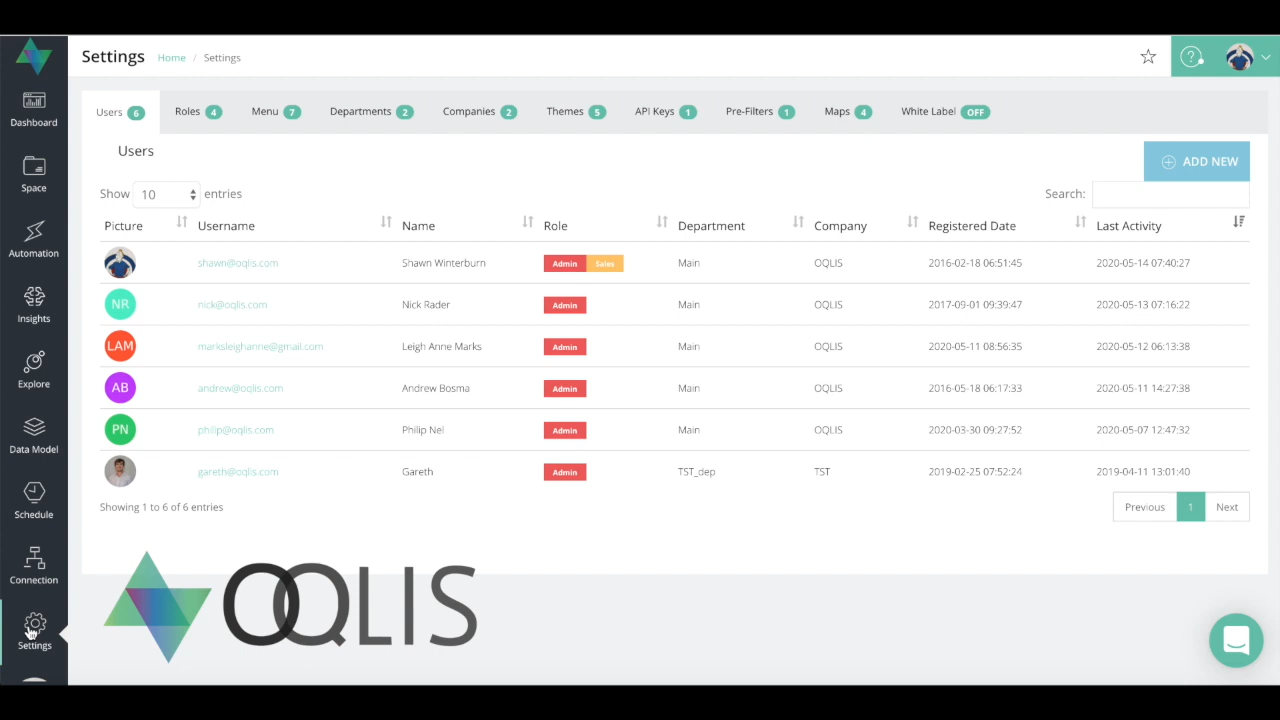 Settings Home / Settings
Dashboard
Space
Automation
Insights
Explore
Data Model
Schedule
Connection
Settings
Users 6 Roles 4 Menu 7 Departments 2 Companies 2 Themes 5 API Keys 1 Pre-Filters 1 Maps 4 White Label OFF
Users
ADD NEW
Show 10 entries Search:
Picture Username Name Role Department Company Registered Date Last Activity
shawn@oqlis.com Shawn Winterburn Admin Sales Main OQLIS 2016-02-18 06:51:45 2020-05-14 07:40:27
NR nick@oqlis.com Nick Rader Admin Main OQLIS 2017-09-01 09:39:47 2020-05-13 07:16:22
LAM marksleighanne@gmail.com Leigh Anne Marks Admin Main OQLIS 2020-05-11 08:56:35 2020-05-12 06:13:38
AB andrew@oqlis.com Andrew Bosma Admin Main OQLIS 2016-05-18 06:17:33 2020-05-11 14:27:38
PN philip@oqlis.com Philip Nel Admin Main OQLIS 2020-03-30 09:27:52 2020-05-07 12:47:32
gareth@oqlis.com Gareth Admin TST_dep TST 2019-02-25 07:52:24 2019-04-11 13:01:40
Showing 1 to 6 of 6 entries Previous 1 Next
OQLIS